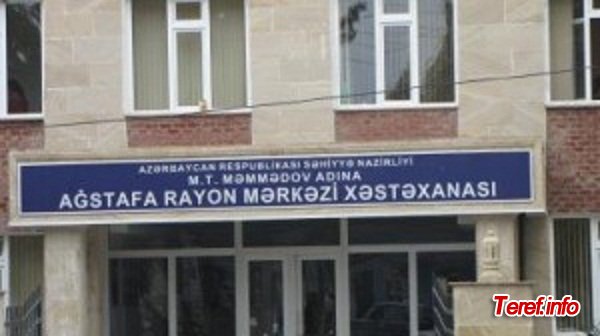 AZƏRBAYCAN RESPUBLİKASI SƏHİYYƏ NAZİRLİYİ
M.T. MƏMMƏDOV ADINA
AĞSTAFA RAYON MƏRKƏZİ XƏSTƏXANASI
Teref.info